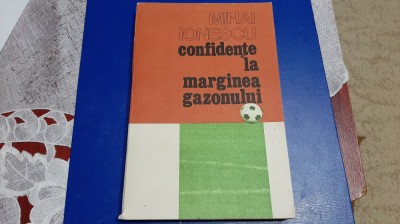 MIHAI
IONESCU
confidențe
la
marginea
gazonului